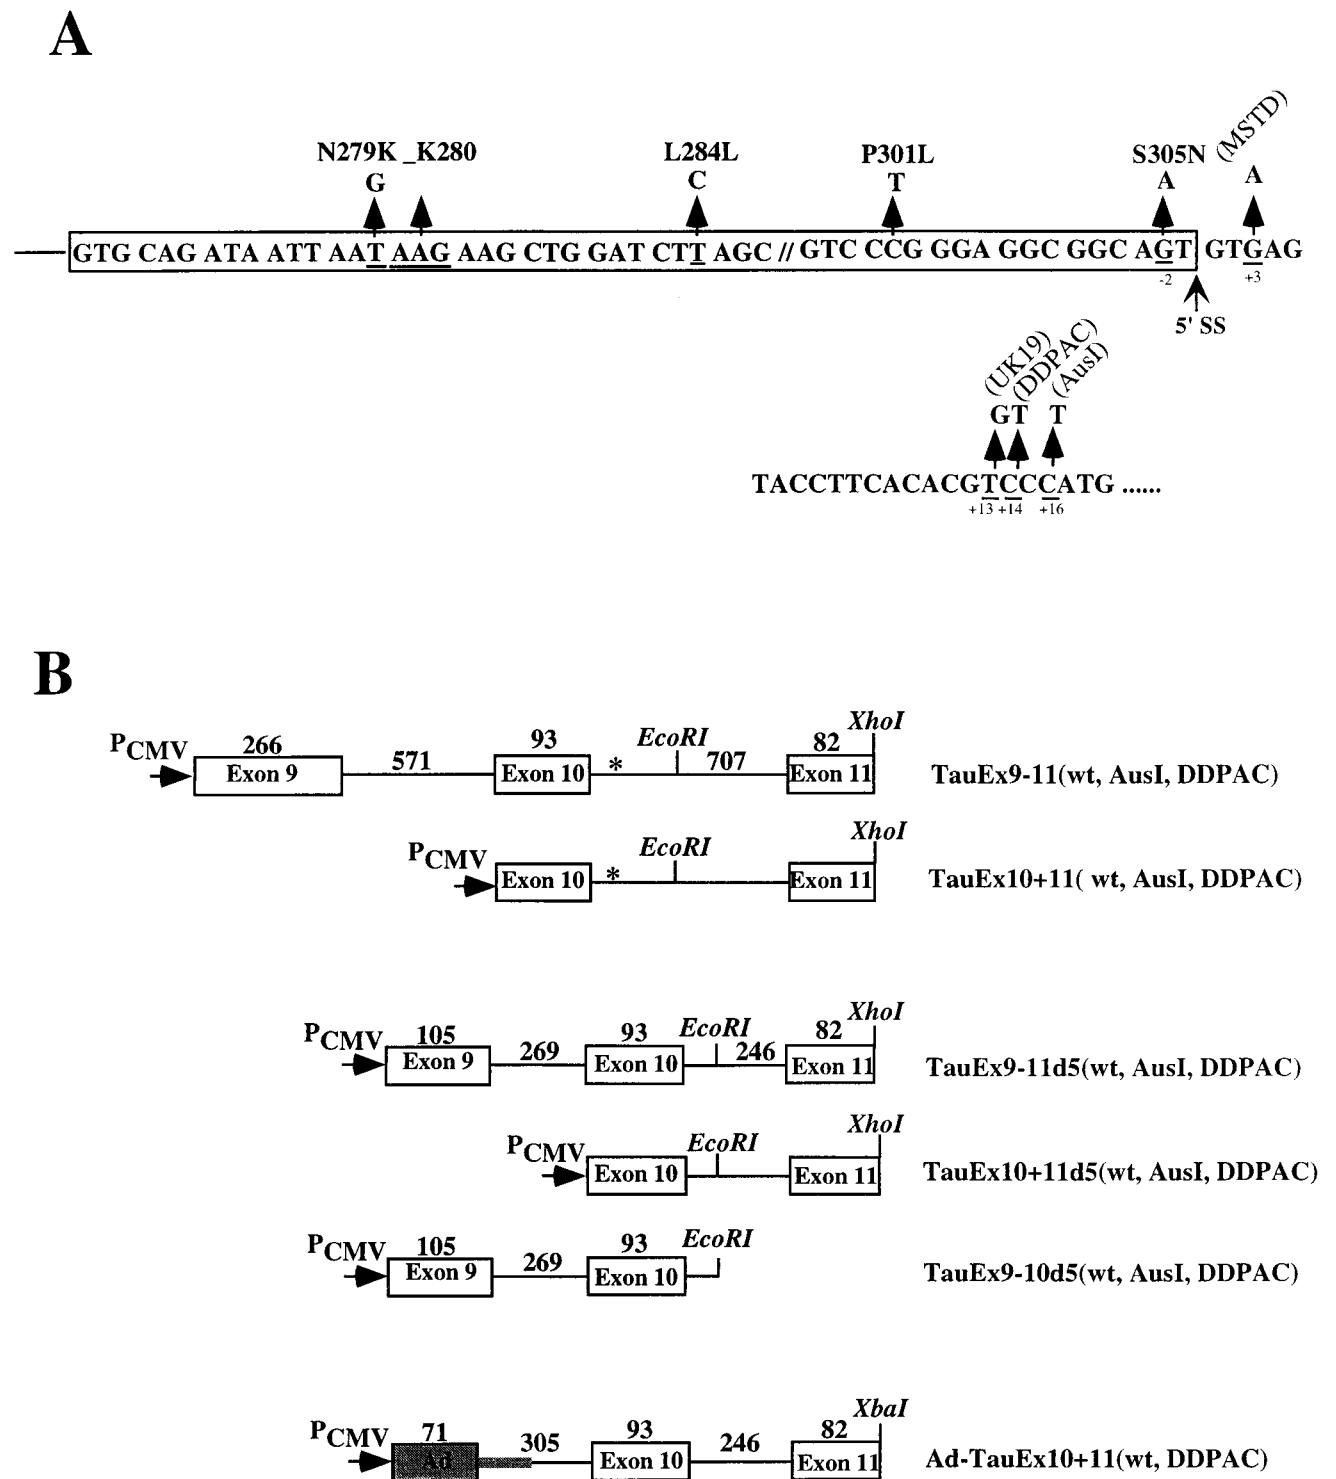 A
(MSTD)
N279K _K280 L284L P301L S305N
G C T A A
GTG CAG ATA ATT AAT AAG AAG CTG GAT CTT AGC // GTC CCG GGA GGC GGC AGT GTGAG
-2 +3
5' SS
(UK19) (DDPAC) (AusI)
G T T
TACCTTCACACGTCCCATG ......
+13 +14 +16
B
XhoI
PCMV 266 571 93 * EcoRI 707 82
Exon 9 Exon 10 Exon 11 TauEx9-11(wt, AusI, DDPAC)
XhoI
PCMV * EcoRI
Exon 10 Exon 11 TauEx10+11( wt, AusI, DDPAC)
XhoI
PCMV 105 269 93 EcoRI 246 82
Exon 9 Exon 10 Exon 11 TauEx9-11d5(wt, AusI, DDPAC)
XhoI
PCMV EcoRI
Exon 10 Exon 11 TauEx10+11d5(wt, AusI, DDPAC)
PCMV 105 269 93 EcoRI
Exon 9 Exon 10 TauEx9-10d5(wt, AusI, DDPAC)
XbaI
PCMV 71 305 93 246 82
Ad Exon 10 Exon 11 Ad-TauEx10+11(wt, DDPAC)